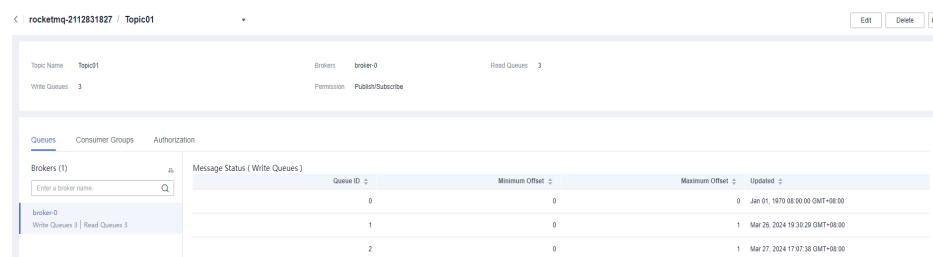 rocketmq-2112831827 / Topic01
Edit Delete
Topic Name Topic01 Brokers broker-0 Read Queues 3
Write Queues 3 Permission Publish/Subscribe
Queues Consumer Groups Authorization
Brokers (1)
Enter a broker name.
broker-0
Write Queues 3 | Read Queues 3
Message Status ( Write Queues )
Queue ID Minimum Offset Maximum Offset Updated
0 0 0 Jan 01, 1970 08:00:00 GMT+08:00
1 0 1 Mar 26, 2024 19:30:29 GMT+08:00
2 0 1 Mar 27, 2024 17:07:38 GMT+08:00